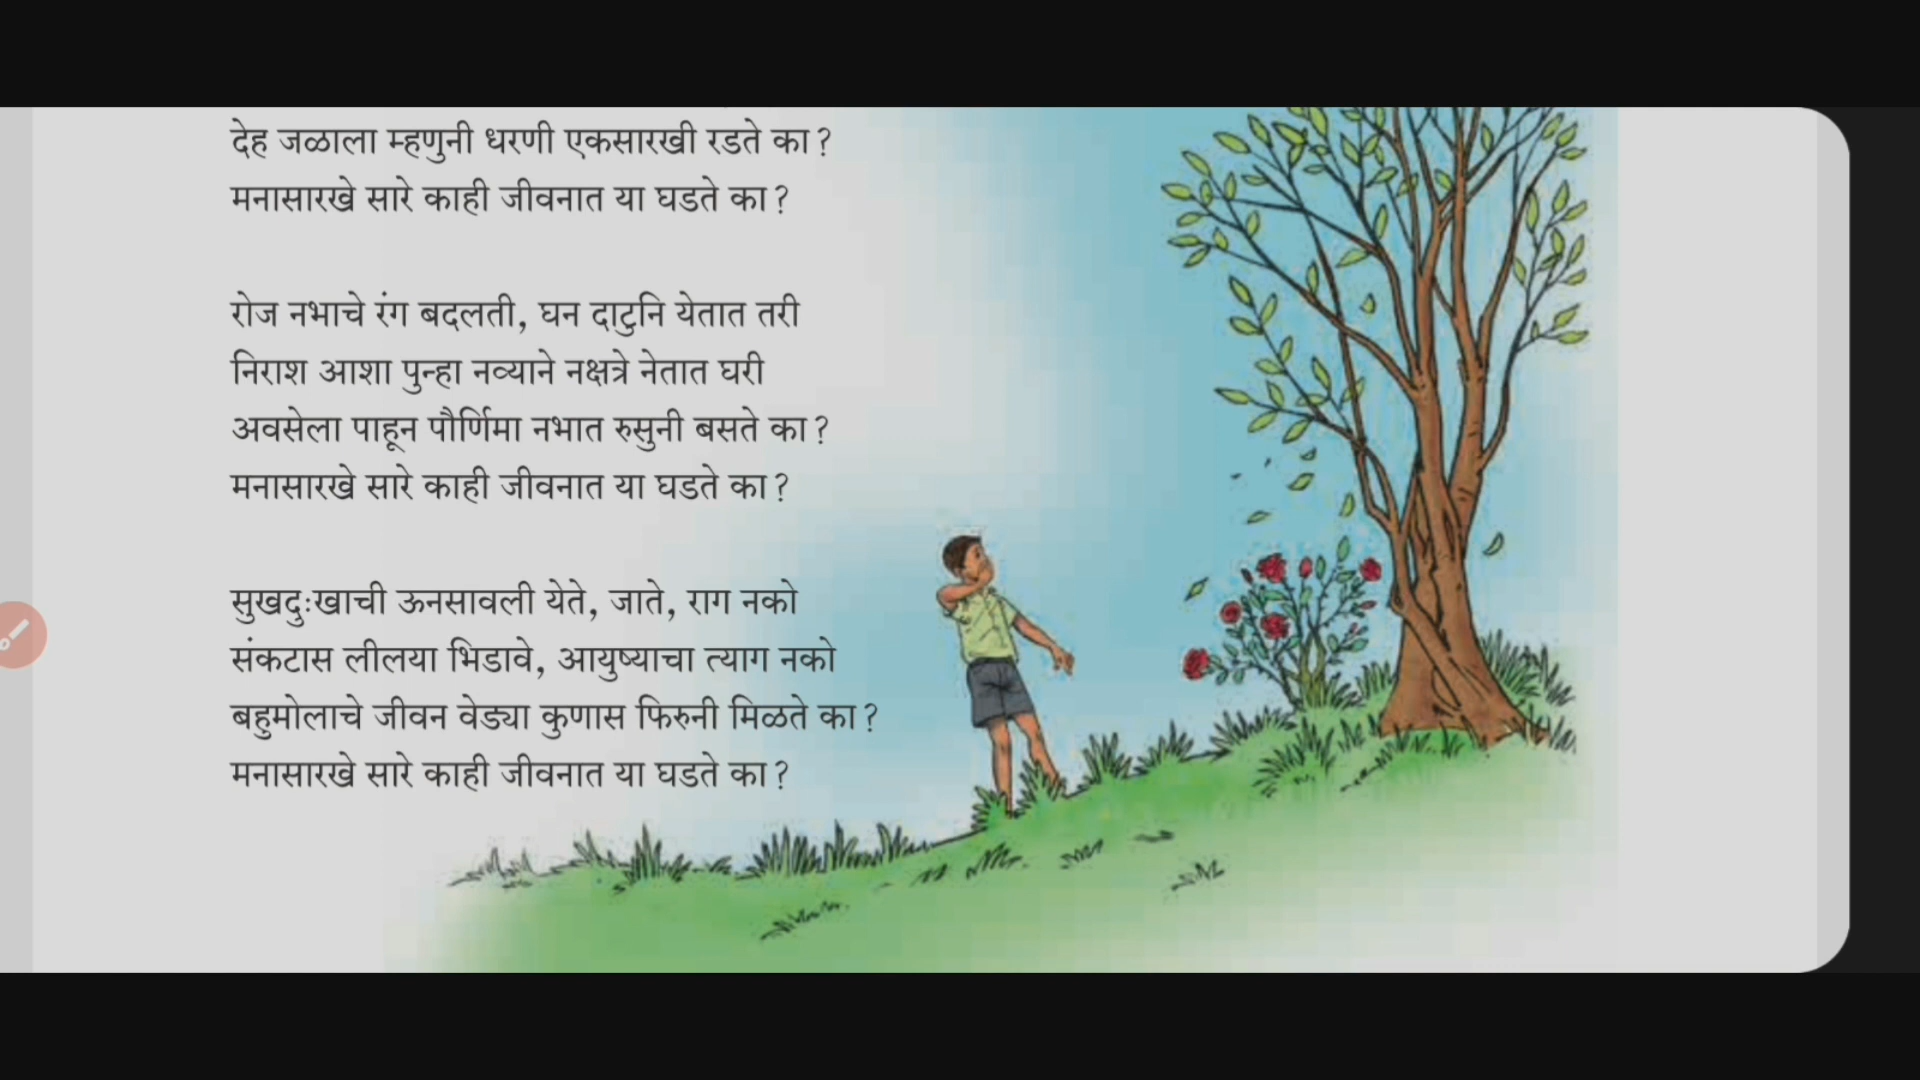 देह जळाला म्हणुनी धरणी एकसारखी रडते का?
मनासारखे सारे काही जीवनात या घडते का?
रोज नभाचे रंग बदलती, घन दाटुनि येतात तरी
निराश आशा पुन्हा नव्याने नक्षत्रे नेतात घरी
अवसेला पाहून पौर्णिमा नभात रुसुनी बसते का?
मनासारखे सारे काही जीवनात या घडते का?
सुखदुःखाची ऊनसावली येते, जाते, राग नको
संकटास लीलया भिडावे, आयुष्याचा त्याग नको
बहुमोलाचे जीवन वेड्या कुणास फिरुनी मिळते का?
मनासारखे सारे काही जीवनात या घडते का?